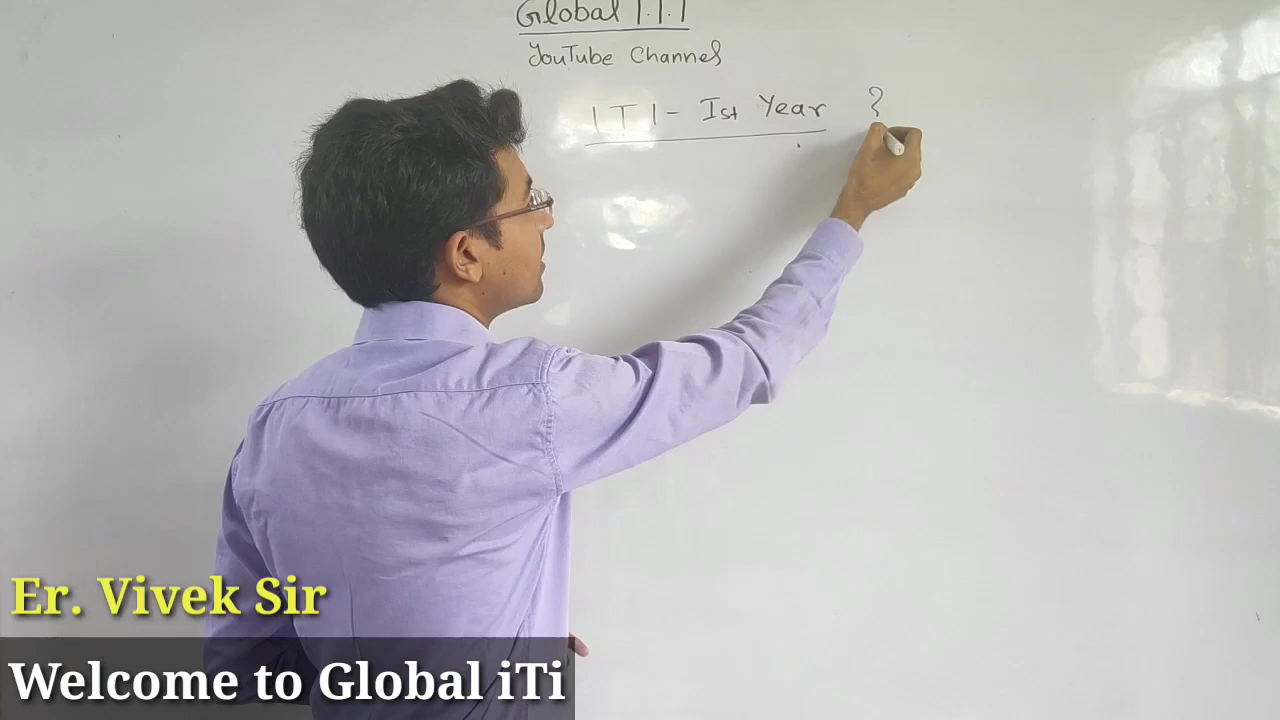 Global I.T.I
YouTube Channel
ITI- Ist Year ?
Er. Vivek Sir
Welcome to Global iTi